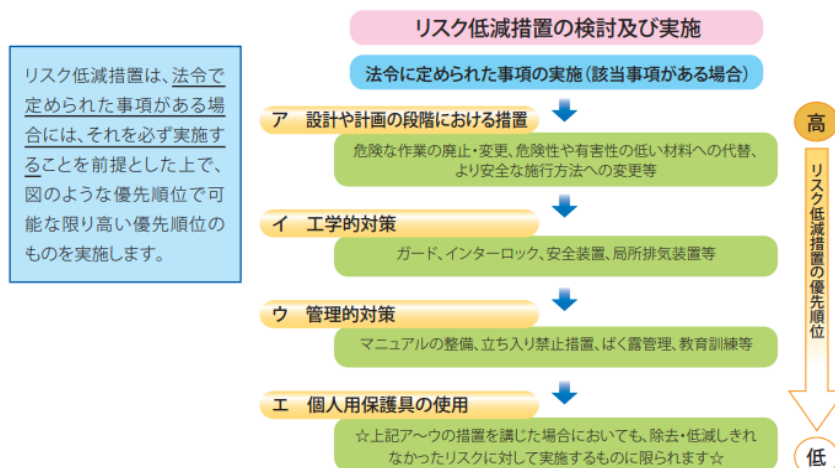 リスク低減措置の検討及び実施
法令に定められた事項の実施(該当事項がある場合)
リスク低減措置は、法令で
定められた事項がある場
合には、それを必ず実施す
ることを前提とした上で、
図のような優先順位で可
能な限り高い優先順位の
ものを実施します。
ア 設計や計画の段階における措置
危険な作業の廃止・変更、危険性や有害性の低い材料への代替、
より安全な施行方法への変更等
イ 工学的対策
ガード、インターロック、安全装置、局所排気装置等
ウ 管理的対策
マニュアルの整備、立ち入り禁止措置、ばく露管理、教育訓練等
エ 個人用保護具の使用
☆上記ア〜ウの措置を講じた場合においても、除去・低減しきれ
なかったリスクに対して実施するものに限られます☆
高
リスク低減措置の優先順位
低